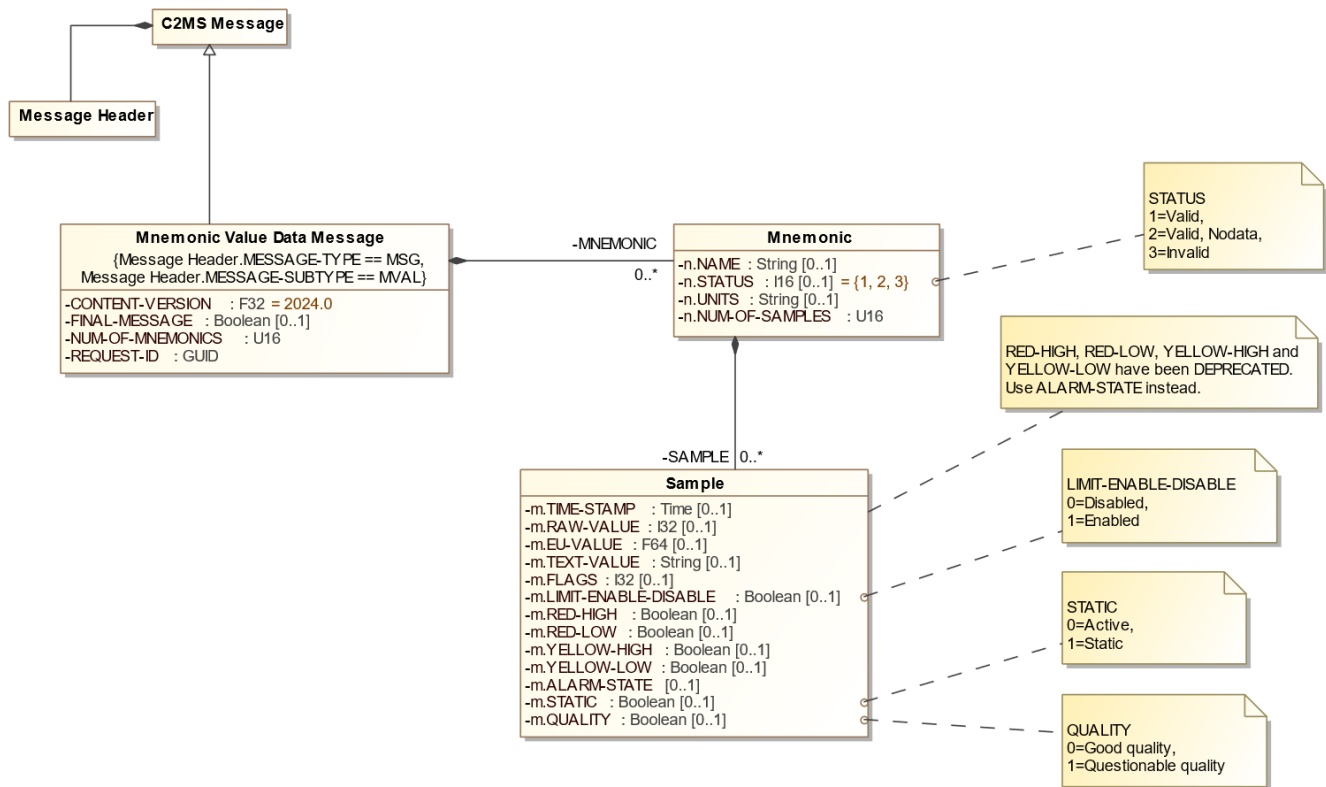 C2MS Message
Message Header
Mnemonic Value Data Message
{Message Header.MESSAGE-TYPE == MSG,
Message Header.MESSAGE-SUBTYPE == MVAL}
-CONTENT-VERSION : F32 = 2024.0
-FINAL-MESSAGE : Boolean [0..1]
-NUM-OF-MNEMONICS : U16
-REQUEST-ID : GUID
-MNEMONIC
0..*
Mnemonic
-n.NAME : String [0..1]
-n.STATUS : I16 [0..1] = {1, 2, 3}
-n.UNITS : String [0..1]
-n.NUM-OF-SAMPLES : U16
STATUS
1=Valid,
2=Valid, Nodata,
3=Invalid
-SAMPLE 0..*
Sample
-m.TIME-STAMP : Time [0..1]
-m.RAW-VALUE : I32 [0..1]
-m.EU-VALUE : F64 [0..1]
-m.TEXT-VALUE : String [0..1]
-m.FLAGS : I32 [0..1]
-m.LIMIT-ENABLE-DISABLE : Boolean [0..1]
-m.RED-HIGH : Boolean [0..1]
-m.RED-LOW : Boolean [0..1]
-m.YELLOW-HIGH : Boolean [0..1]
-m.YELLOW-LOW : Boolean [0..1]
-m.ALARM-STATE [0..1]
-m.STATIC : Boolean [0..1]
-m.QUALITY : Boolean [0..1]
RED-HIGH, RED-LOW, YELLOW-HIGH and
YELLOW-LOW have been DEPRECATED.
Use ALARM-STATE instead.
LIMIT-ENABLE-DISABLE
0=Disabled,
1=Enabled
STATIC
0=Active,
1=Static
QUALITY
0=Good quality,
1=Questionable quality